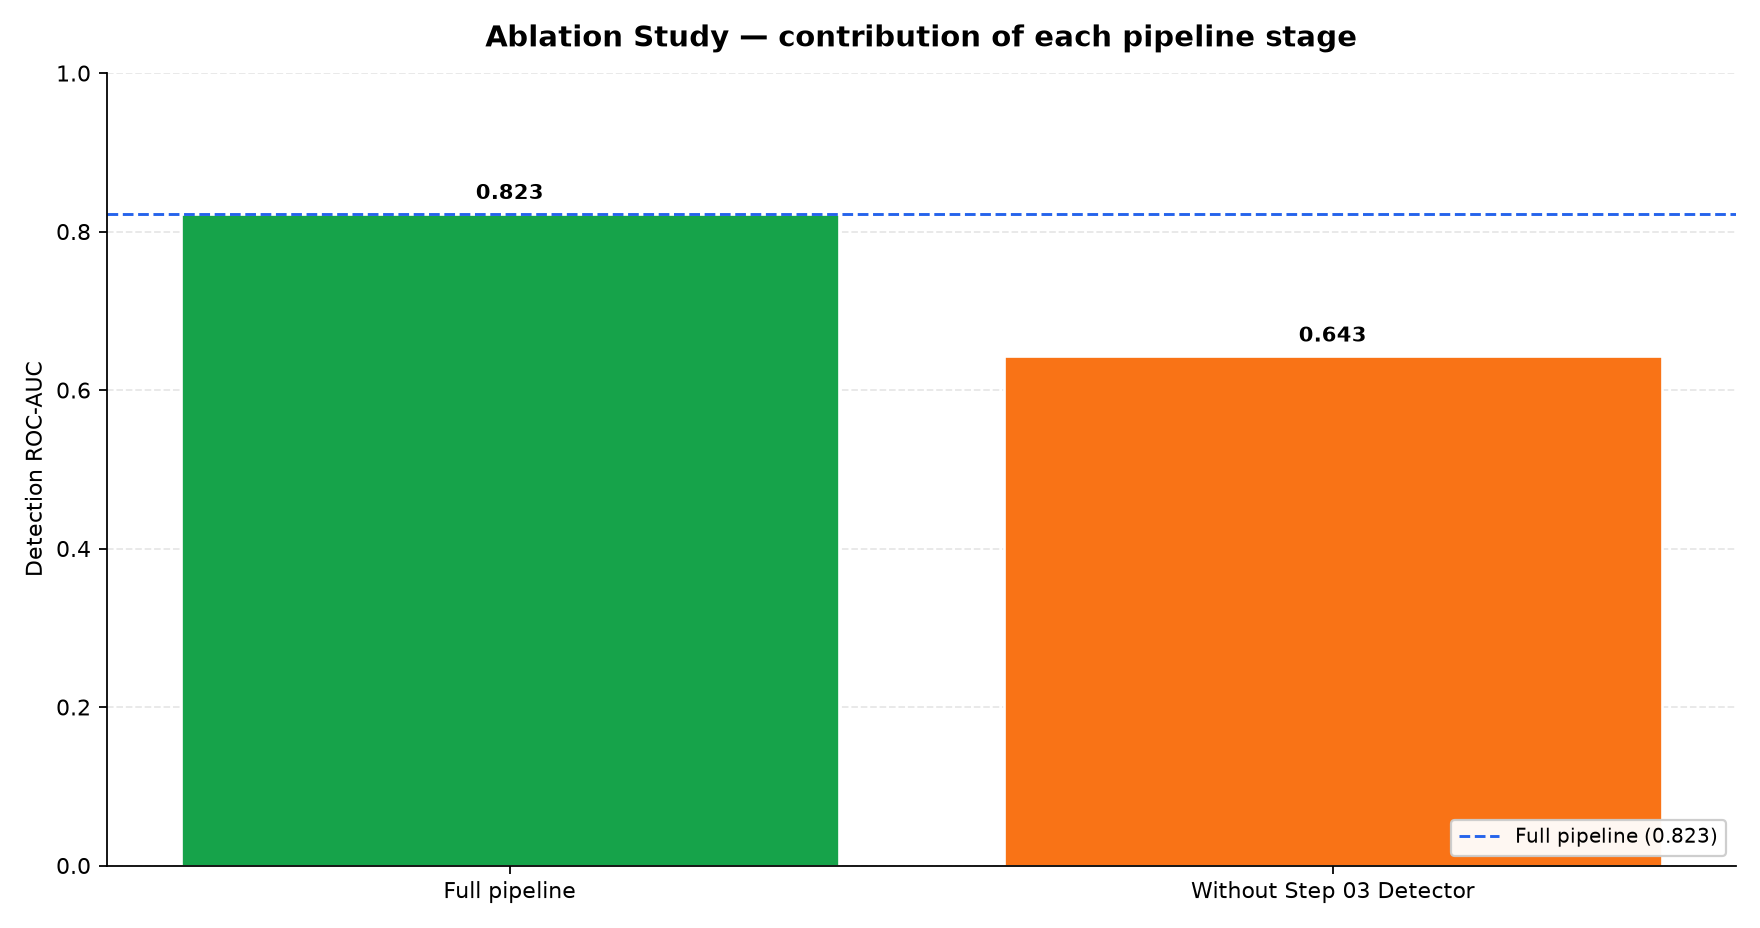 Ablation Study — contribution of each pipeline stage
Detection ROC-AUC
1.0
0.8
0.6
0.4
0.2
0.0
0.823
0.643
Full pipeline (0.823)
Full pipeline
Without Step 03 Detector